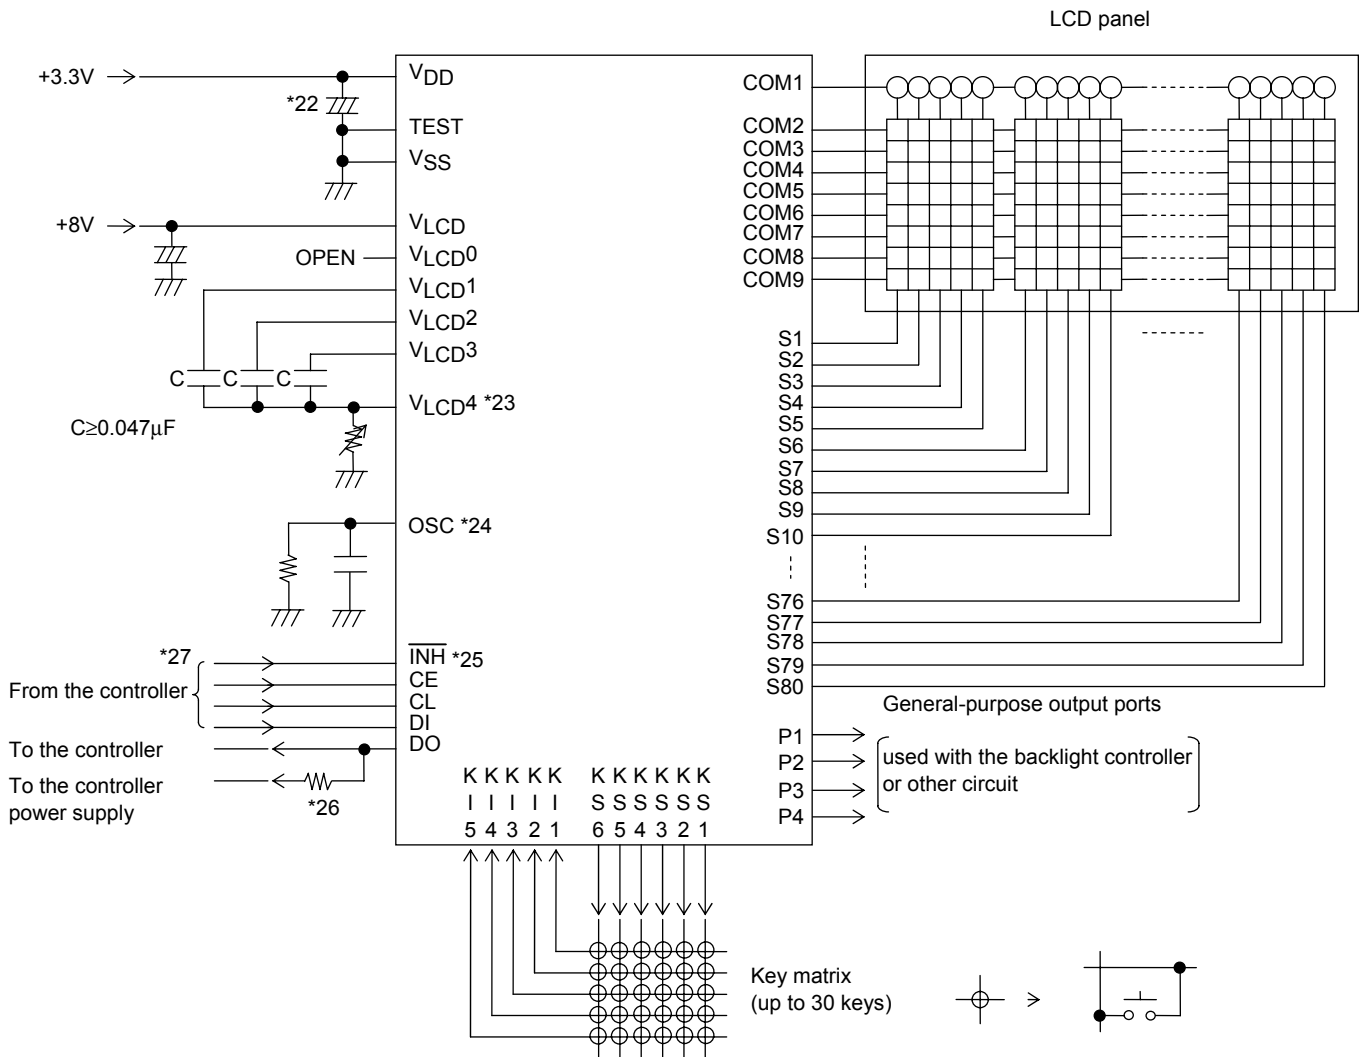 LCD panel
+3.3V
VDD
*22
TEST
VSS
+8V
VLCD
OPEN
VLCD0
VLCD1
VLCD2
VLCD3
C
C
C
VLCD4 *23
C≥0.047μF
OSC *24
*27
INH *25
From the controller
CE
CL
DI
To the controller
DO
To the controller
power supply
*26
COM1
COM2
COM3
COM4
COM5
COM6
COM7
COM8
COM9
S1
S2
S3
S4
S5
S6
S7
S8
S9
S10
S76
S77
S78
S79
S80
General-purpose output ports
P1
P2
P3
P4
used with the backlight controller
or other circuit
K K K K K K K K K K K
I I I I I S S S S S S
5 4 3 2 1 6 5 4 3 2 1
Key matrix
(up to 30 keys)